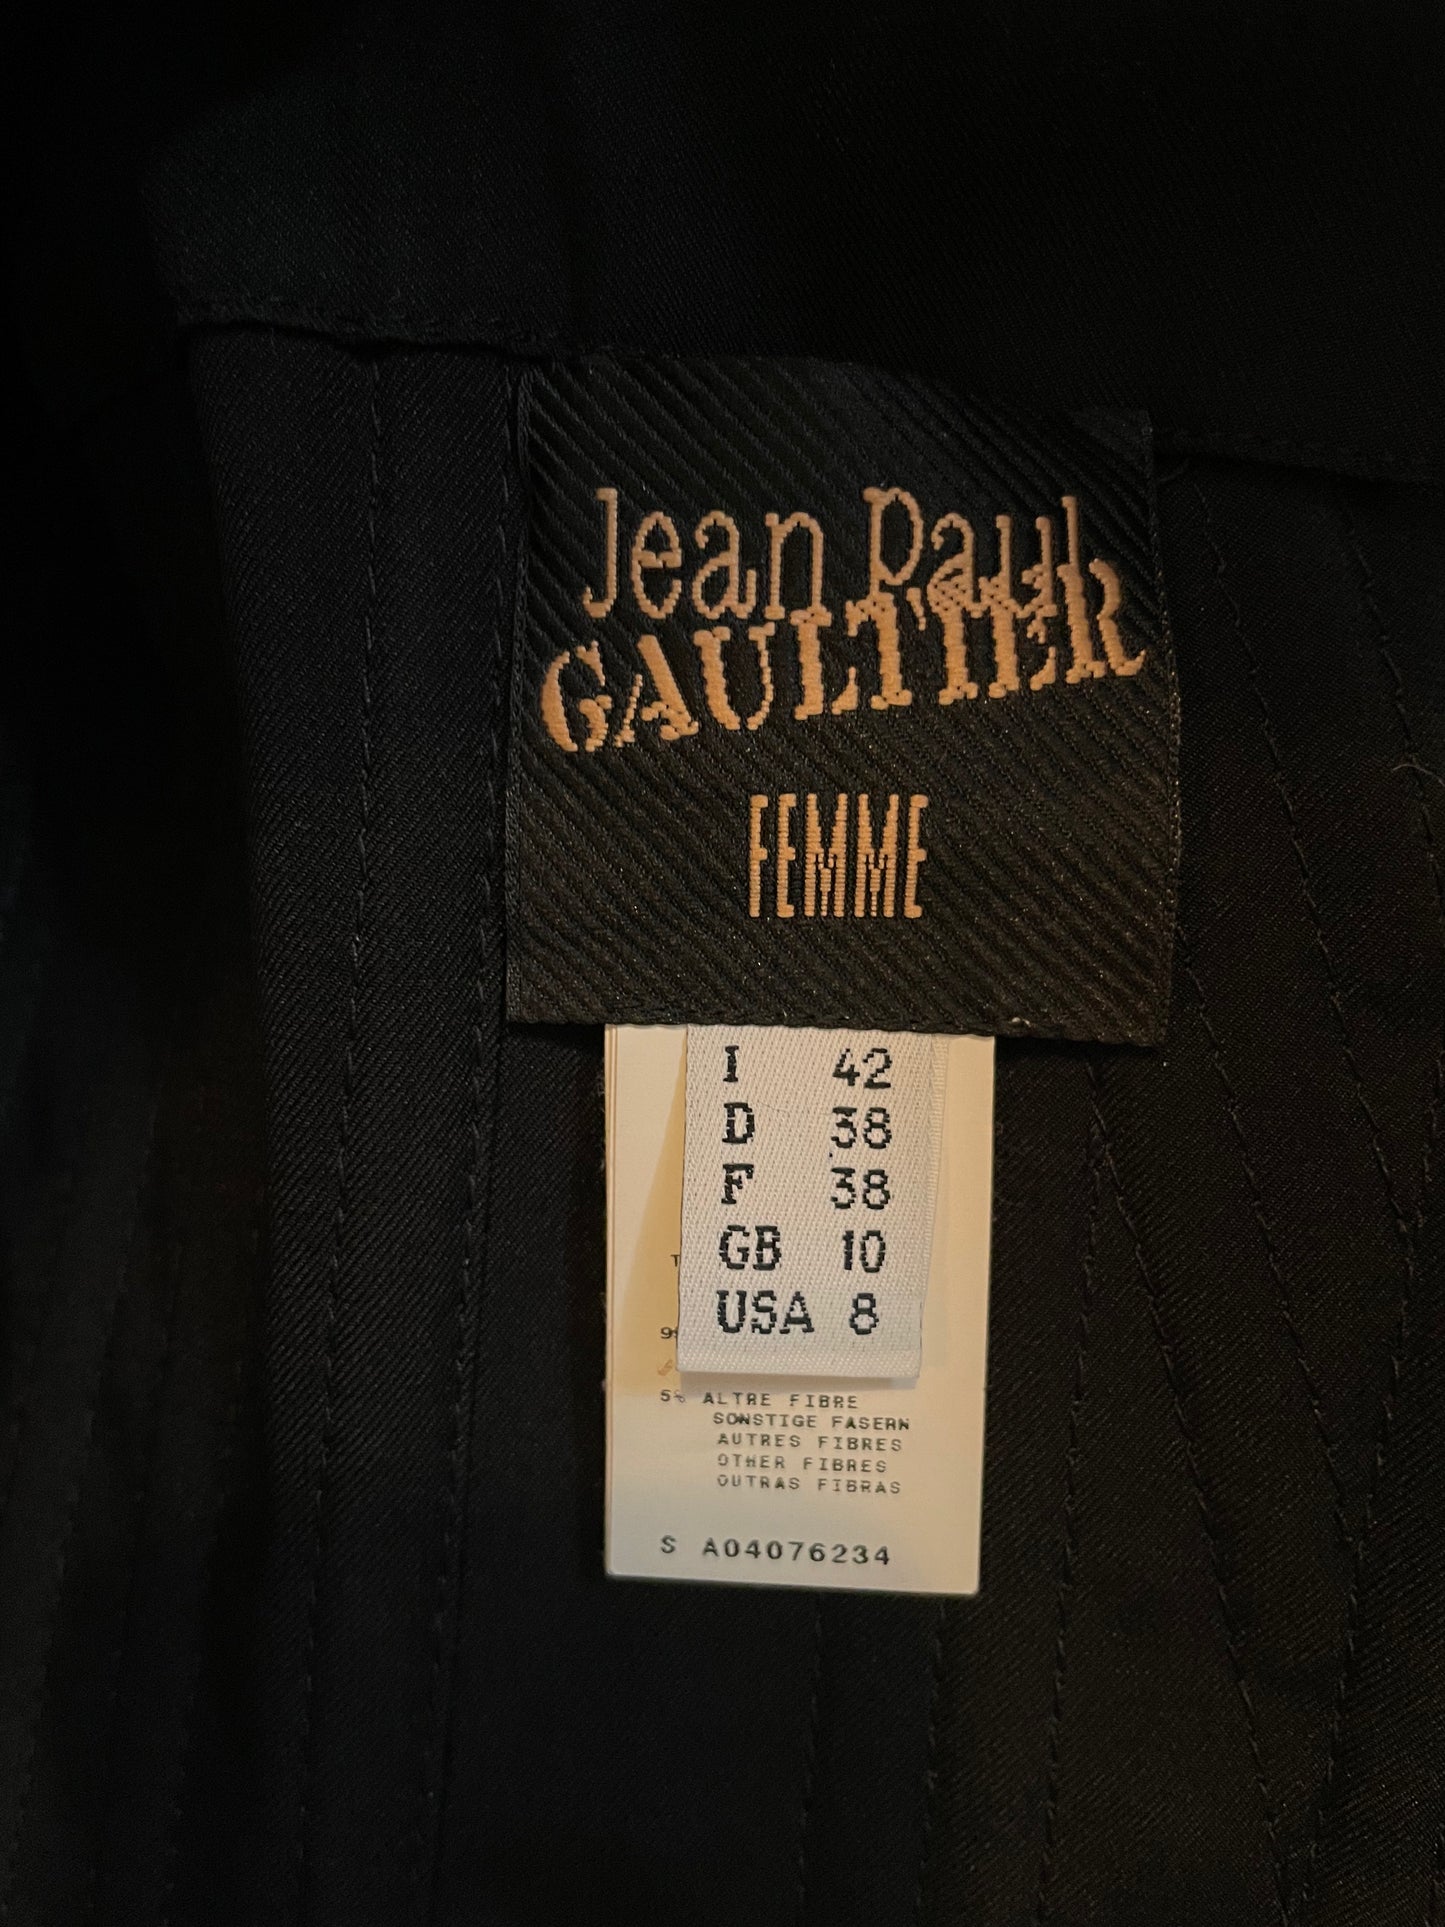 Jean Paul
GAULTIER
FEMME
I 42
D 38
F 38
GB 10
USA 8
5% ALTRE FIBRE
SONSTIGE FASERN
AUTRES FIBRES
OTHER FIBRES
OUTRAS FIBRAS
S A04076234